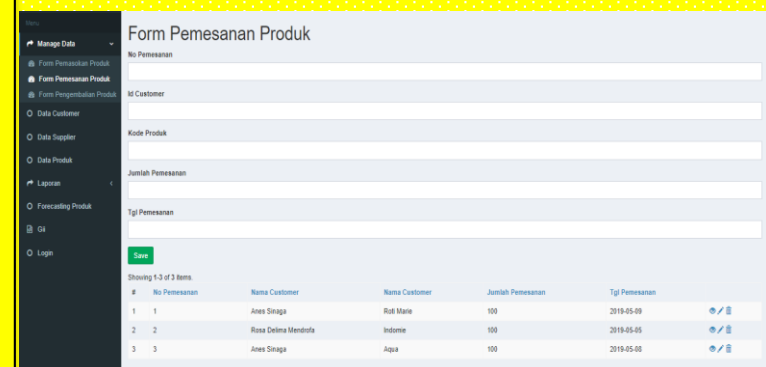 Menu
Manage Data
Form Pemasokan Produk
Form Pemesanan Produk
Form Pengembalian Produk
Data Customer
Data Supplier
Data Produk
Laporan
Forecasting Produk
Gii
Login
Form Pemesanan Produk
No Pemesanan
Id Customer
Kode Produk
Jumlah Pemesanan
Tgl Pemesanan
Save
Showing 1-3 of 3 items.
# No Pemesanan Nama Customer Nama Customer Jumlah Pemesanan Tgl Pemesanan
1 1 Anes Sinaga Roti Marie 100 2019-05-09
2 2 Rosa Delima Mendrofa Indomie 100 2019-05-05
3 3 Anes Sinaga Aqua 100 2019-05-08